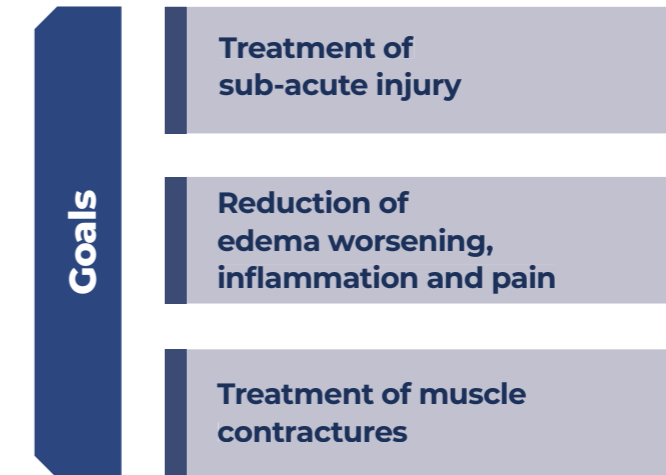 Goals
Treatment of
sub-acute injury
Reduction of
edema worsening,
inflammation and pain
Treatment of muscle
contractures